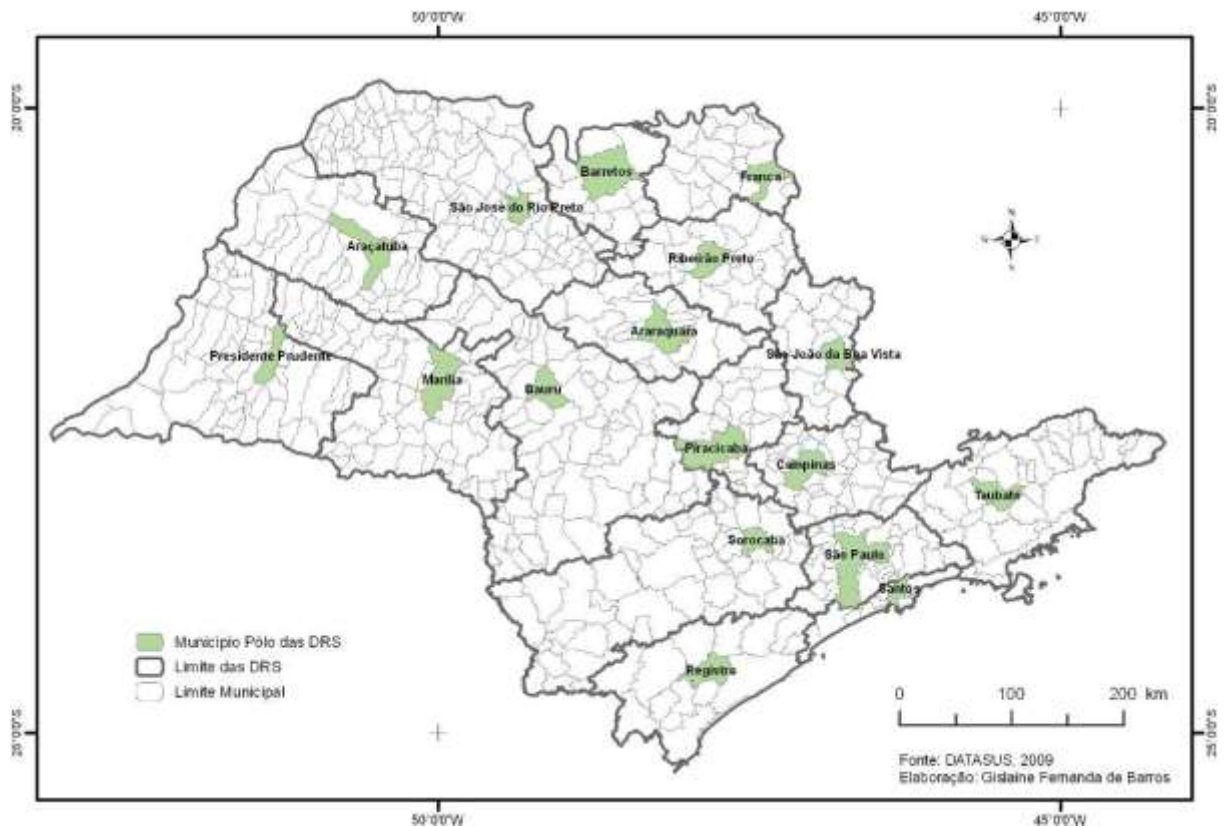 50°0'0"W
45°0'0"W
20°0'0"S
20°0'0"S
Barretos
Franca
São José do Rio Preto
Araçatuba
Ribeirão Preto
Araraquara
Presidente Prudente
Marília
Bauru
São João da Boa Vista
Piracicaba
Campinas
Taubaté
Sorocaba
São Paulo
Santos
Registro
Município Pólo das DRS
Limite das DRS
Limite Municipal
0 100 200 km
25°0'0"S
25°0'0"S
Fonte: DATASUS, 2009
Elaboração: Gislaine Fernanda de Barros
50°0'0"W
45°0'0"W